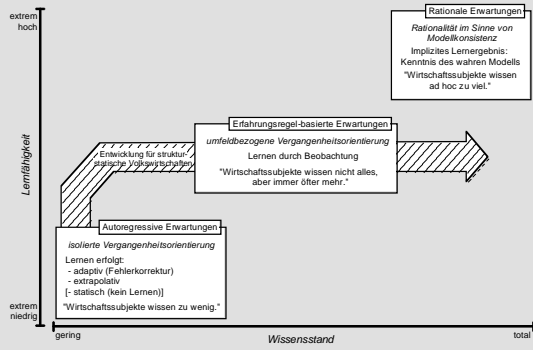 extrem
hoch
Rationale Erwartungen
Rationalität im Sinne von
Modellkonsistenz
Implizites Lernergebnis:
Kenntnis des wahren Modells
"Wirtschaftssubjekte wissen
ad hoc zu viel."
Erfahrungsregel-basierte Erwartungen
umfeldbezogene Vergangenheitsorientierung
Lernen durch Beobachtung
"Wirtschaftssubjekte wissen nicht alles,
aber immer öfter mehr."
Entwicklung für struktur-
statische Volkswirtschaften
Lernfähigkeit
Autoregressive Erwartungen
isolierte Vergangenheitsorientierung
Lernen erfolgt:
- adaptiv (Fehlerkorrektur)
- extrapolativ
[- statisch (kein Lernen)]
"Wirtschaftssubjekte wissen zu wenig."
extrem
niedrig
gering
Wissensstand
total